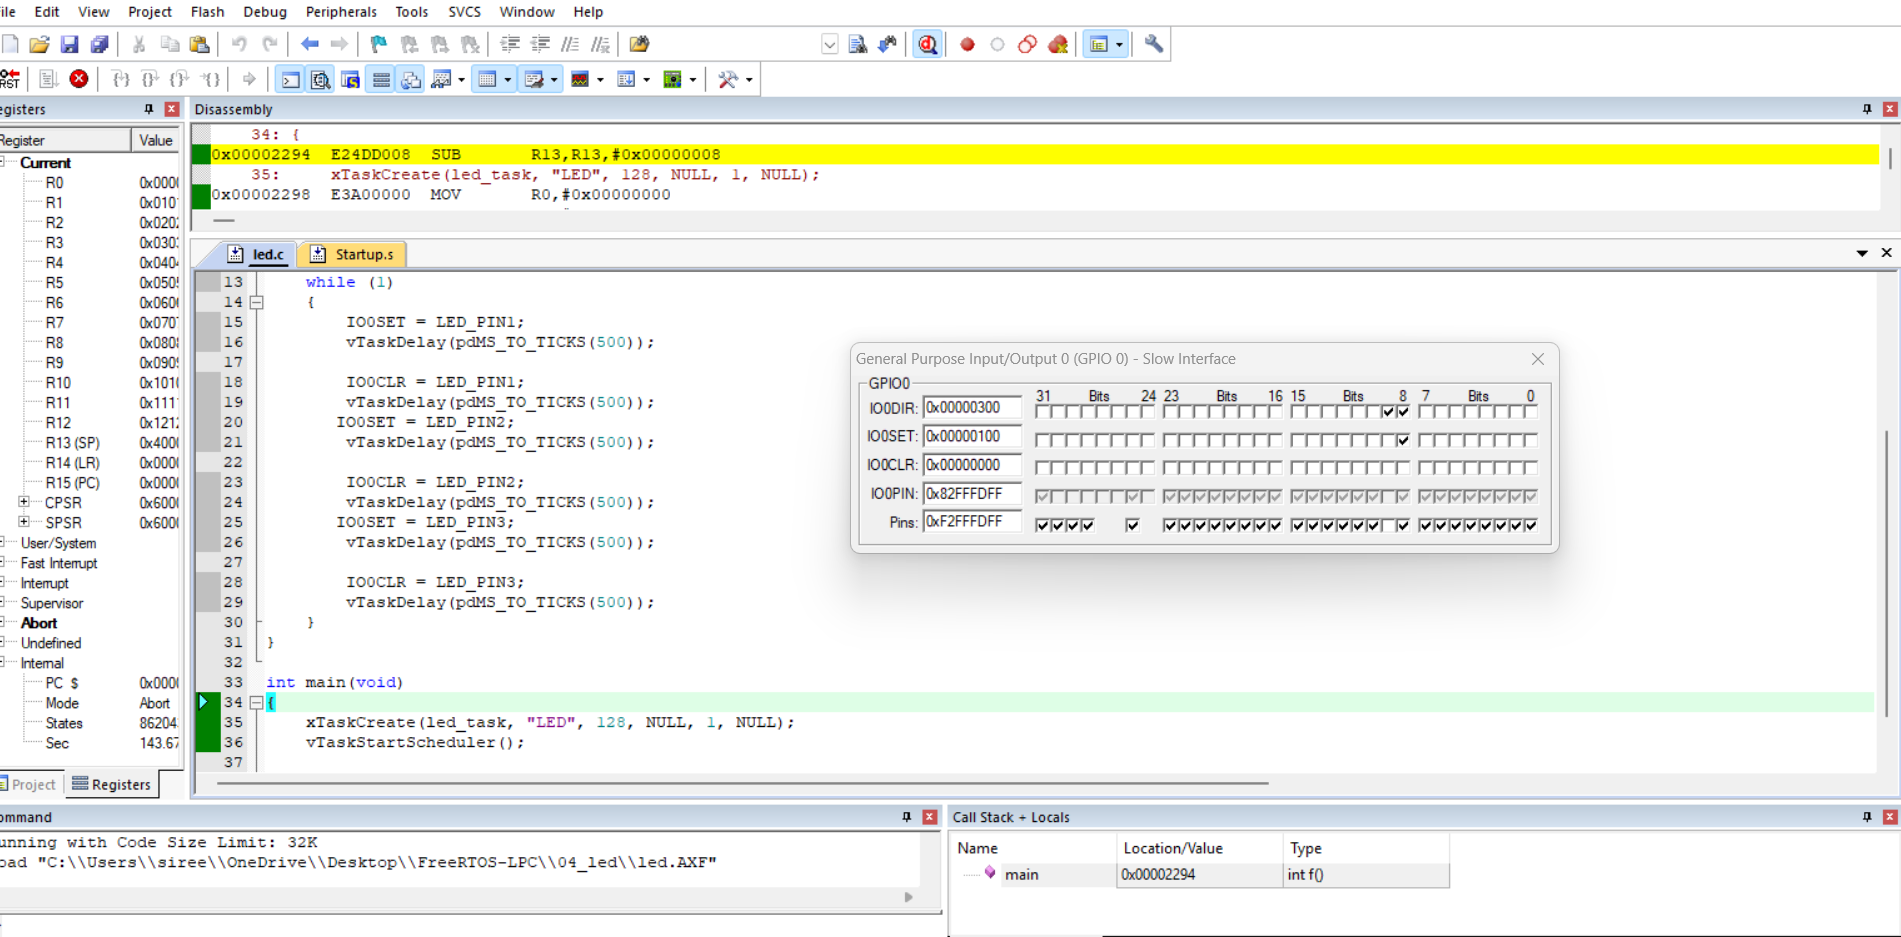 ile Edit View Project Flash Debug Peripherals Tools SVCS Window Help
RST
egisters
Register Value
Current
R0 0x000
R1 0x010
R2 0x020
R3 0x030
R4 0x040
R5 0x050
R6 0x060
R7 0x070
R8 0x080
R9 0x090
R10 0x101
R11 0x111
R12 0x121
R13 (SP) 0x400
R14 (LR) 0x000
R15 (PC) 0x000
CPSR 0x600
SPSR 0x600
User/System
Fast Interrupt
Interrupt
Supervisor
Abort
Undefined
Internal
PC $ 0x000
Mode Abort
States 86204
Sec 143.67
Project Registers
Disassembly
34: {
0x00002294 E24DD008 SUB R13,R13,#0x00000008
35: xTaskCreate(led_task, "LED", 128, NULL, 1, NULL);
0x00002298 E3A00000 MOV R0,#0x00000000
led.c Startup.s
13 while (1)
14 {
15 IO0SET = LED_PIN1;
16 vTaskDelay(pdMS_TO_TICKS(500));
17
18 IO0CLR = LED_PIN1;
19 vTaskDelay(pdMS_TO_TICKS(500));
20 IO0SET = LED_PIN2;
21 vTaskDelay(pdMS_TO_TICKS(500));
22
23 IO0CLR = LED_PIN2;
24 vTaskDelay(pdMS_TO_TICKS(500));
25 IO0SET = LED_PIN3;
26 vTaskDelay(pdMS_TO_TICKS(500));
27
28 IO0CLR = LED_PIN3;
29 vTaskDelay(pdMS_TO_TICKS(500));
30 }
31 }
32
33 int main(void)
34 {
35 xTaskCreate(led_task, "LED", 128, NULL, 1, NULL);
36 vTaskStartScheduler();
37
General Purpose Input/Output 0 (GPIO 0) - Slow Interface
GPIO0
31 Bits 24 23 Bits 16 15 Bits 8 7 Bits 0
IO0DIR: 0x00000300
IO0SET: 0x00000100
IO0CLR: 0x00000000
IO0PIN: 0x82FFFDFF
Pins: 0xF2FFFDFF
ommand
unning with Code Size Limit: 32K
oad "C:\\Users\\siree\\OneDrive\\Desktop\\FreeRTOS-LPC\\04_led\\led.AXF"
Call Stack + Locals
Name Location/Value Type
main 0x00002294 int f()